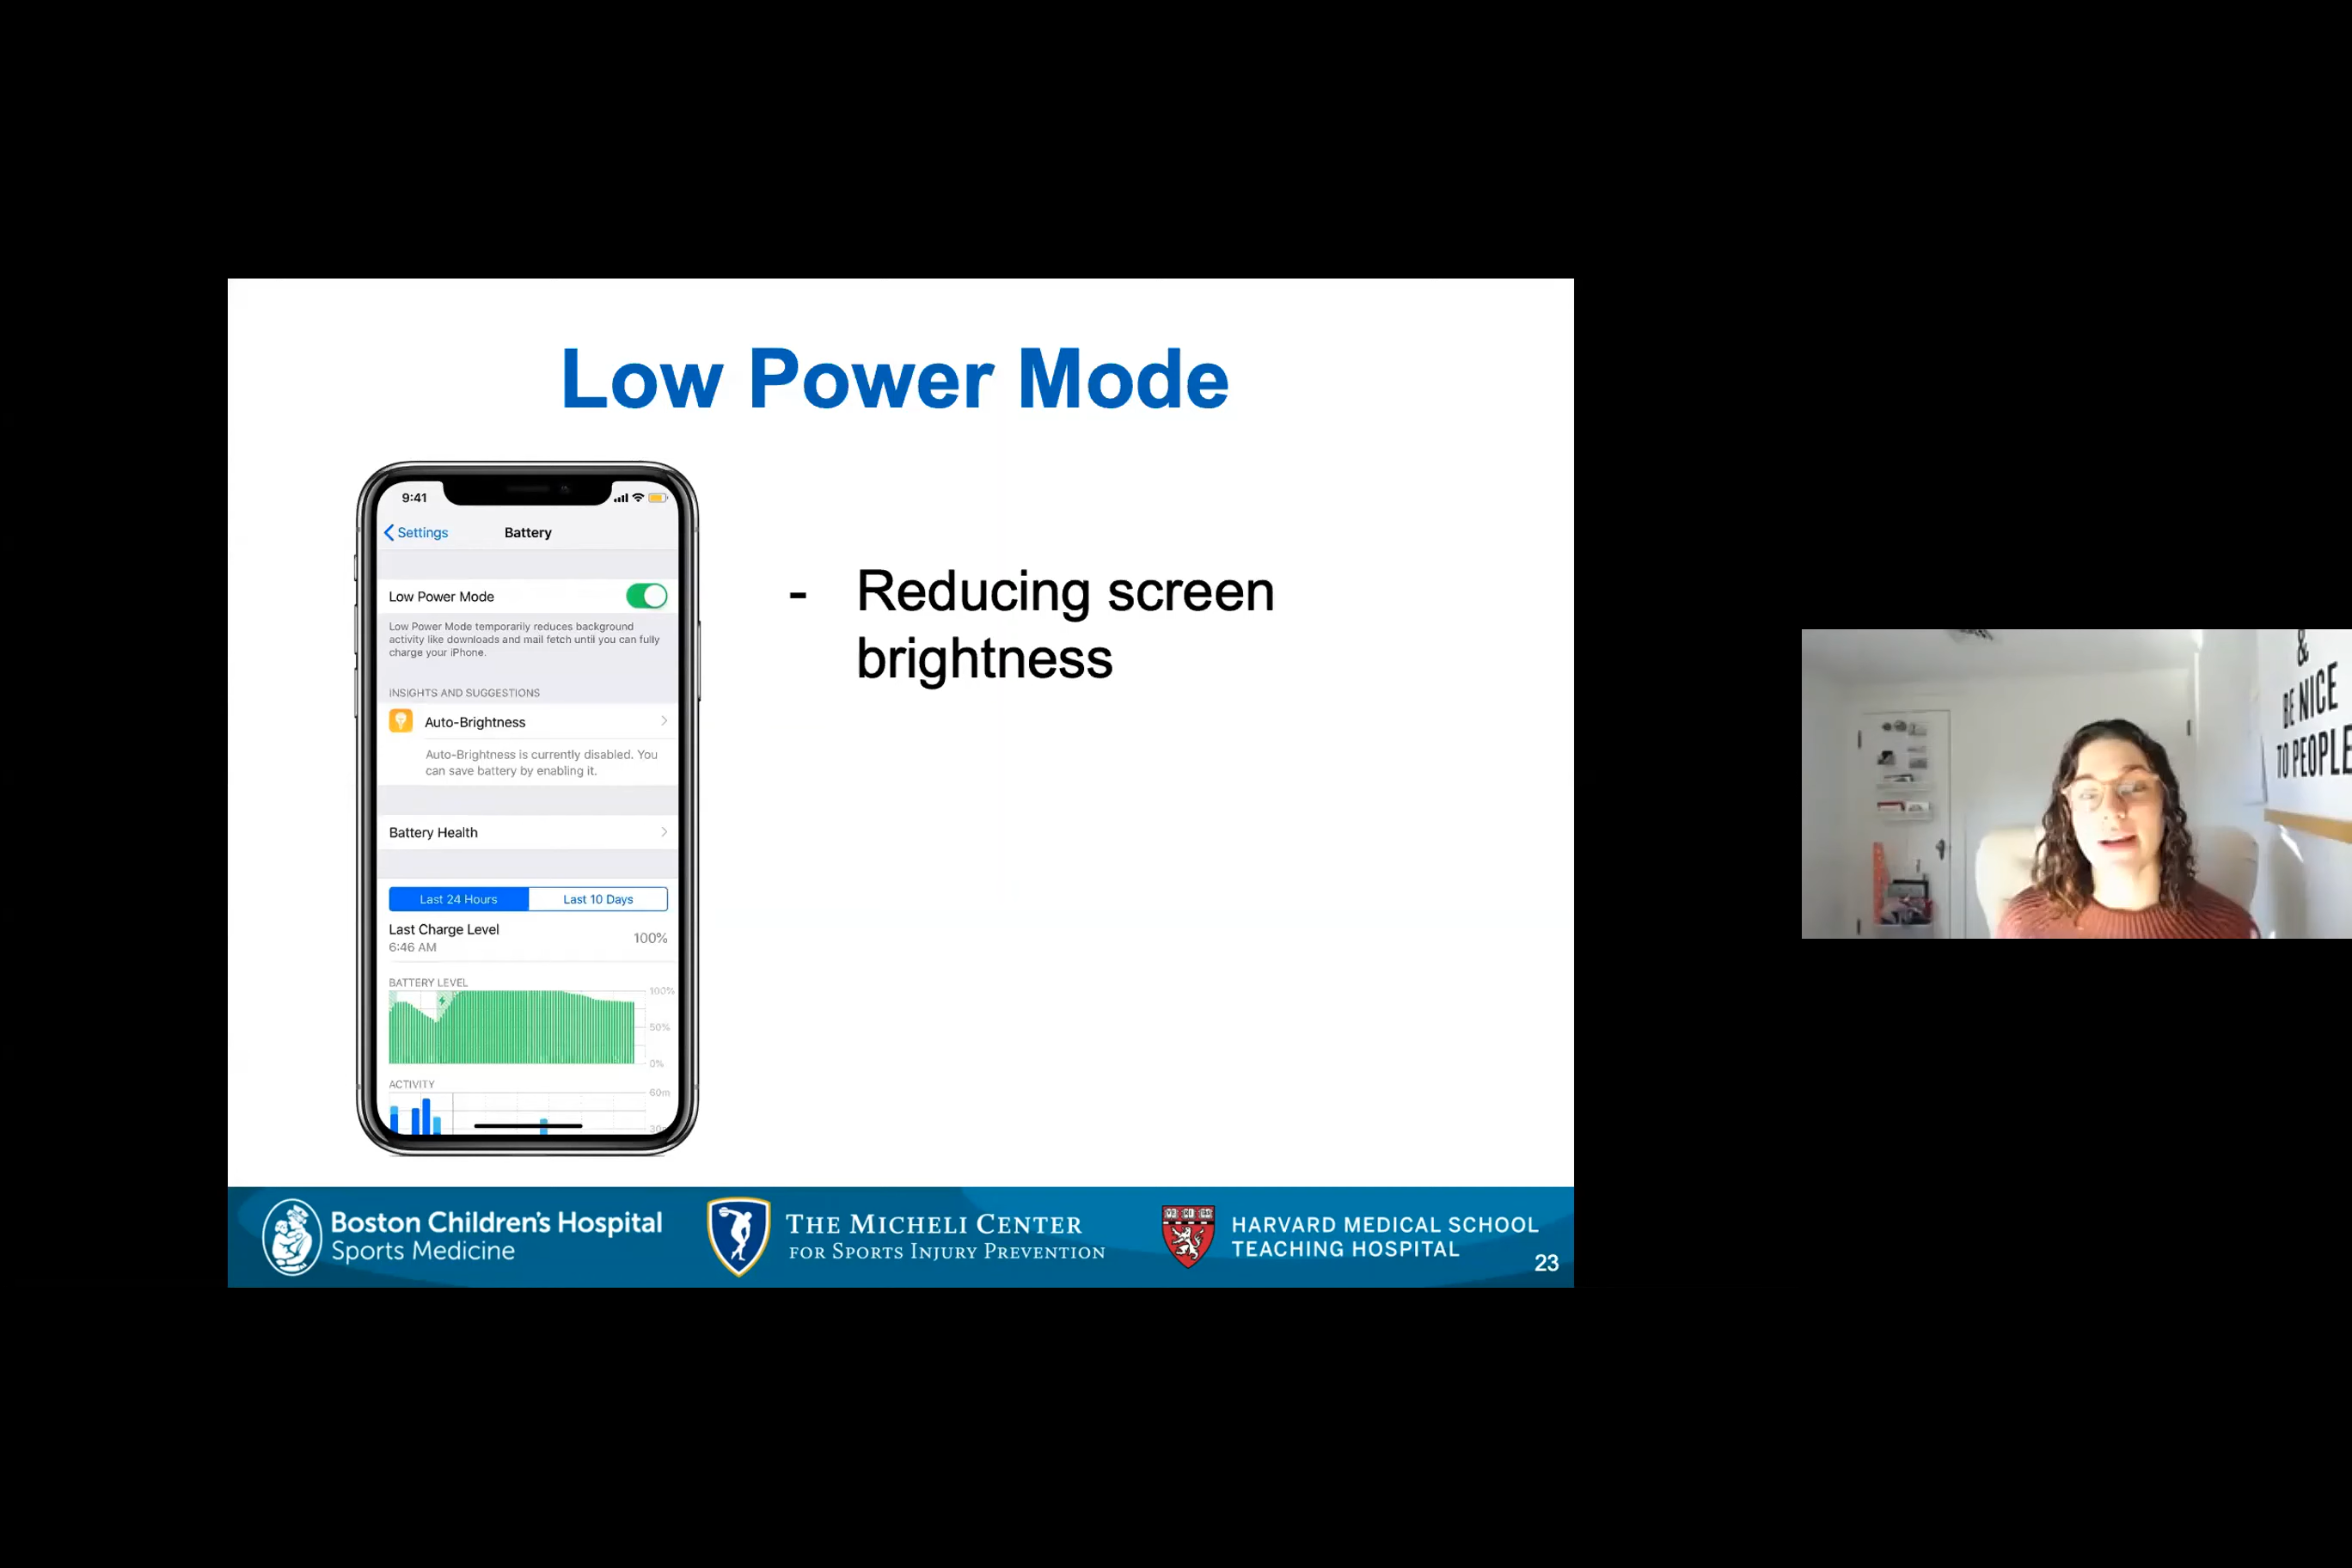 Low Power Mode
9:41
Settings
Battery
Low Power Mode
Low Power Mode temporarily reduces background
activity like downloads and mail fetch until you can fully
charge your iPhone.
INSIGHTS AND SUGGESTIONS
Auto-Brightness
Auto-Brightness is currently disabled. You
can save battery by enabling it.
Battery Health
Last 24 Hours
Last 10 Days
Last Charge Level
6:46 AM
100%
BATTERY LEVEL
100%
50%
0%
ACTIVITY
60m
- Reducing screen
brightness
&
BE NICE
TO PEOPLE
Boston Children's Hospital
Sports Medicine
THE MICHELI CENTER
FOR SPORTS INJURY PREVENTION
HARVARD MEDICAL SCHOOL
TEACHING HOSPITAL
23